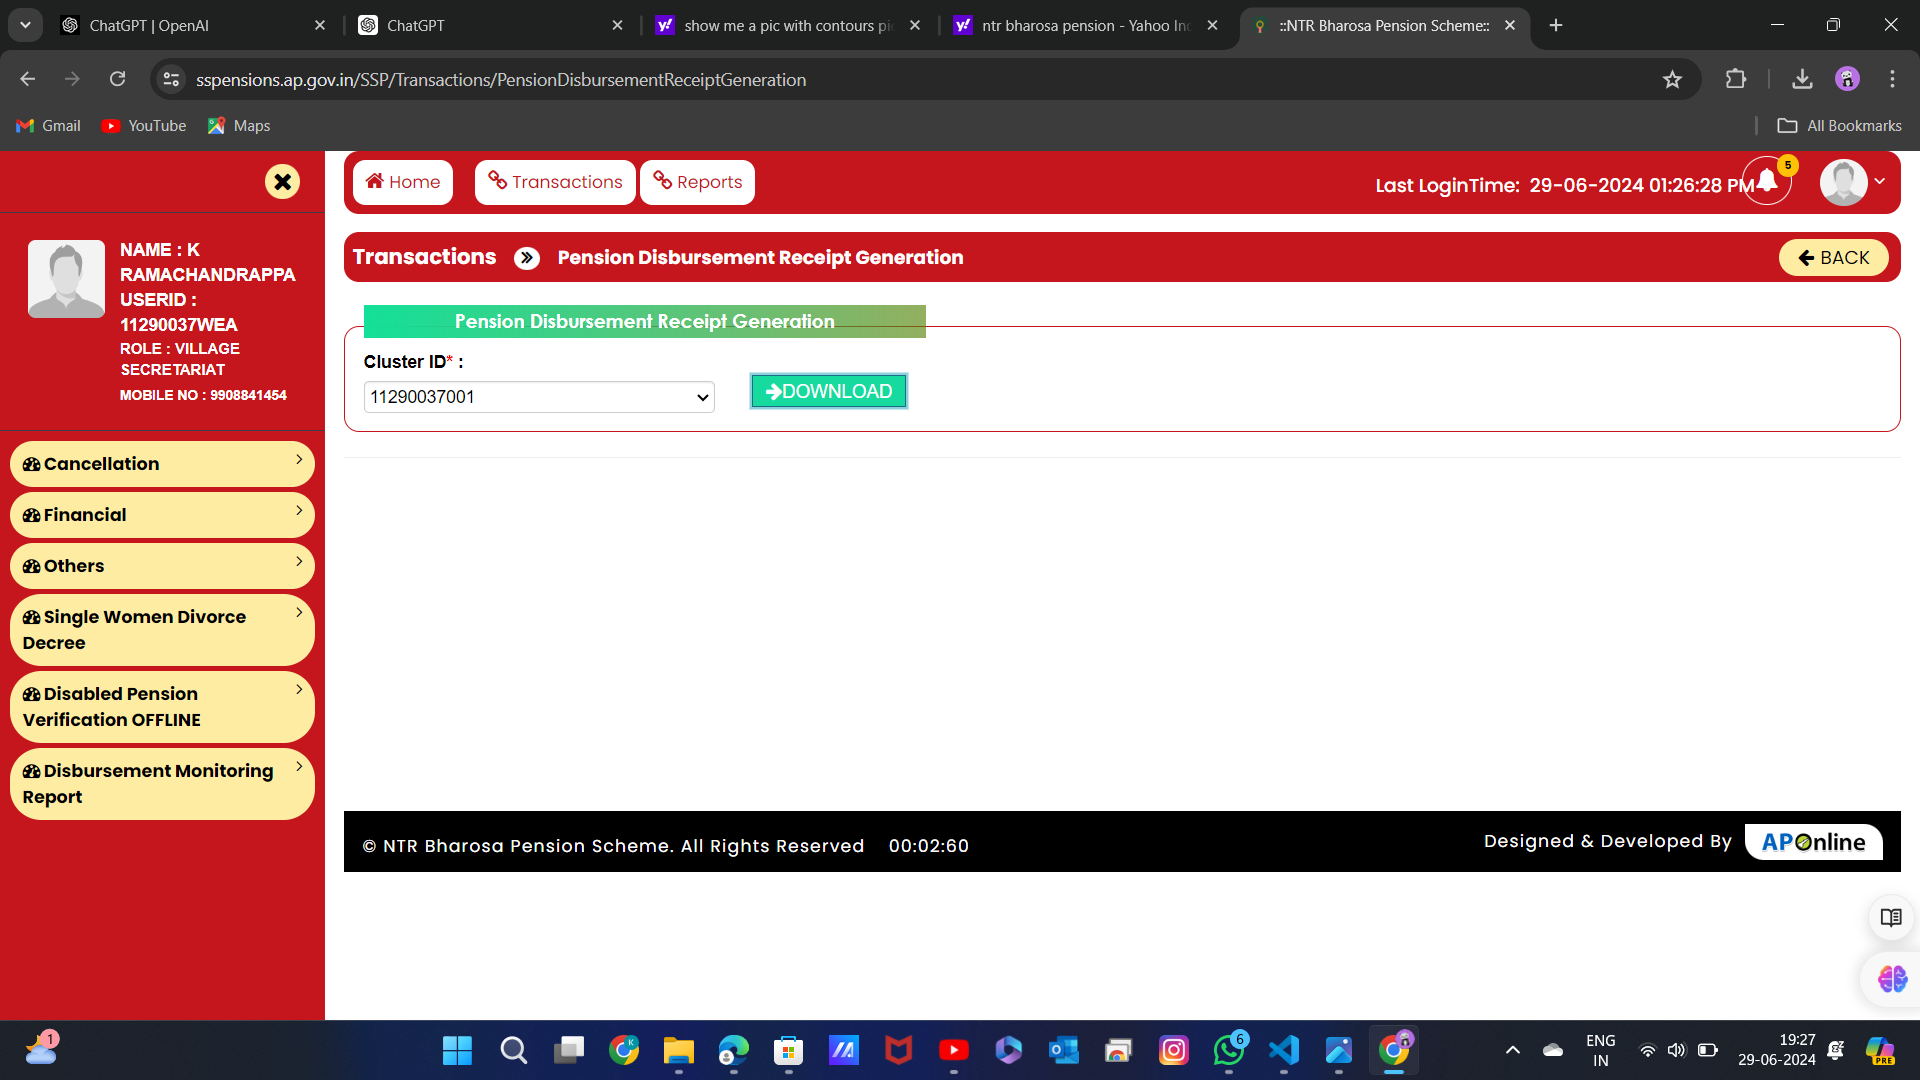 ChatGPT | OpenAI
ChatGPT
show me a pic with contours pi
ntr bharosa pension - Yahoo In
::NTR Bharosa Pension Scheme::
sspensions.ap.gov.in/SSP/Transactions/PensionDisbursementReceiptGeneration
Gmail
YouTube
Maps
All Bookmarks
Home
Transactions
Reports
Last LoginTime: 29-06-2024 01:26:28 PM
5
NAME : K
RAMACHANDRAPPA
USERID :
11290037WEA
ROLE : VILLAGE
SECRETARIAT
MOBILE NO : 9908841454
Transactions
Pension Disbursement Receipt Generation
BACK
Pension Disbursement Receipt Generation
Cluster ID* :
11290037001
DOWNLOAD
Cancellation
Financial
Others
Single Women Divorce
Decree
Disabled Pension
Verification OFFLINE
Disbursement Monitoring
Report
© NTR Bharosa Pension Scheme. All Rights Reserved 00:02:60
Designed & Developed By
APOnline
1
K
6
ENG
IN
19:27
29-06-2024
PRE